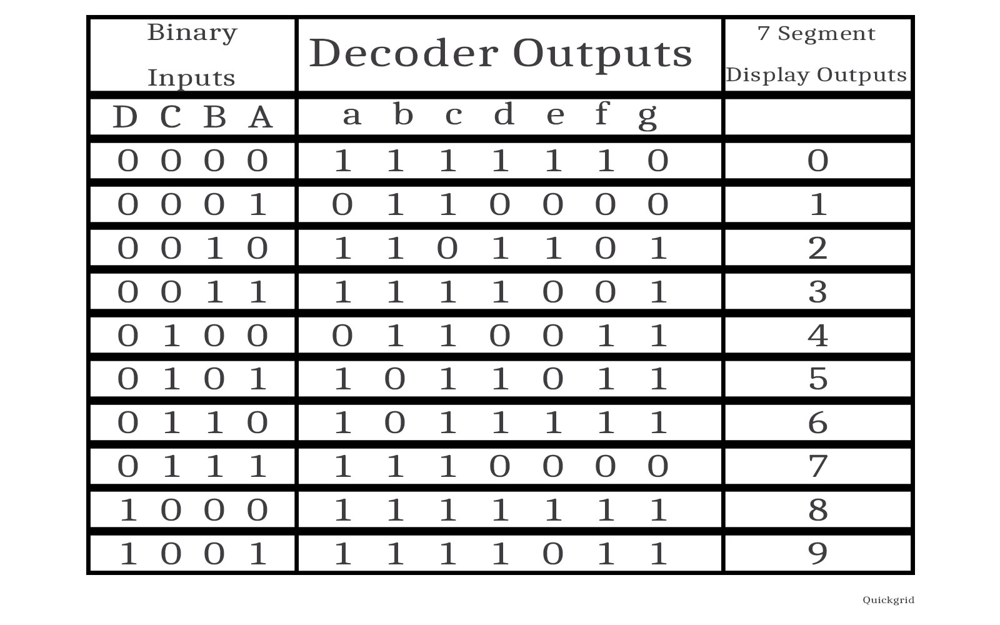 Binary
Inputs
Decoder Outputs
7 Segment
Display Outputs
D C B A a b c d e f g
0 0 0 0 1 1 1 1 1 1 0 0
0 0 0 1 0 1 1 0 0 0 0 1
0 0 1 0 1 1 0 1 1 0 1 2
0 0 1 1 1 1 1 1 0 0 1 3
0 1 0 0 0 1 1 0 0 1 1 4
0 1 0 1 1 0 1 1 0 1 1 5
0 1 1 0 1 0 1 1 1 1 1 6
0 1 1 1 1 1 1 0 0 0 0 7
1 0 0 0 1 1 1 1 1 1 1 8
1 0 0 1 1 1 1 1 0 1 1 9
Quickgrid